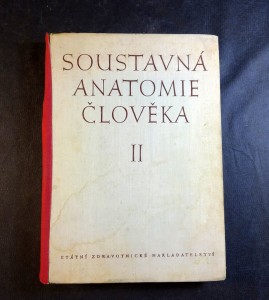 SOUSTAVNÁ
ANATOMIE
ČLOVĚKA
II
STÁTNÍ ZDRAVOTNICKÉ NAKLADATELSTVÍ